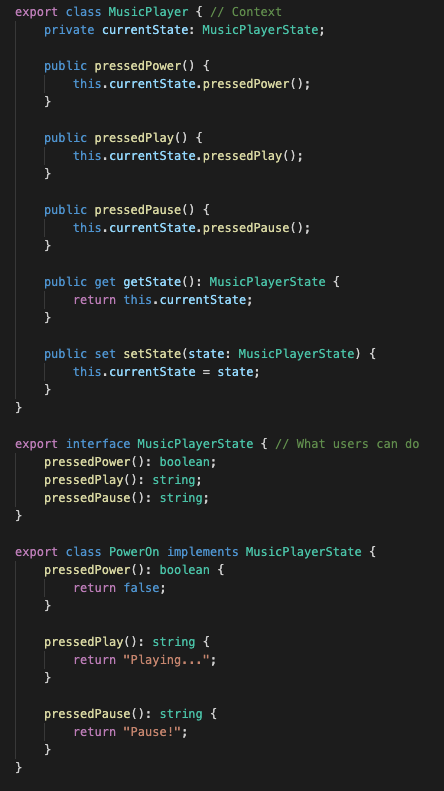 export class MusicPlayer { // Context
private currentState: MusicPlayerState;
public pressedPower() {
this.currentState.pressedPower();
}
public pressedPlay() {
this.currentState.pressedPlay();
}
public pressedPause() {
this.currentState.pressedPause();
}
public get getState(): MusicPlayerState {
return this.currentState;
}
public set setState(state: MusicPlayerState) {
this.currentState = state;
}
}
export interface MusicPlayerState { // What users can do
pressedPower(): boolean;
pressedPlay(): string;
pressedPause(): string;
}
export class PowerOn implements MusicPlayerState {
pressedPower(): boolean {
return false;
}
pressedPlay(): string {
return "Playing...";
}
pressedPause(): string {
return "Pause!";
}
}